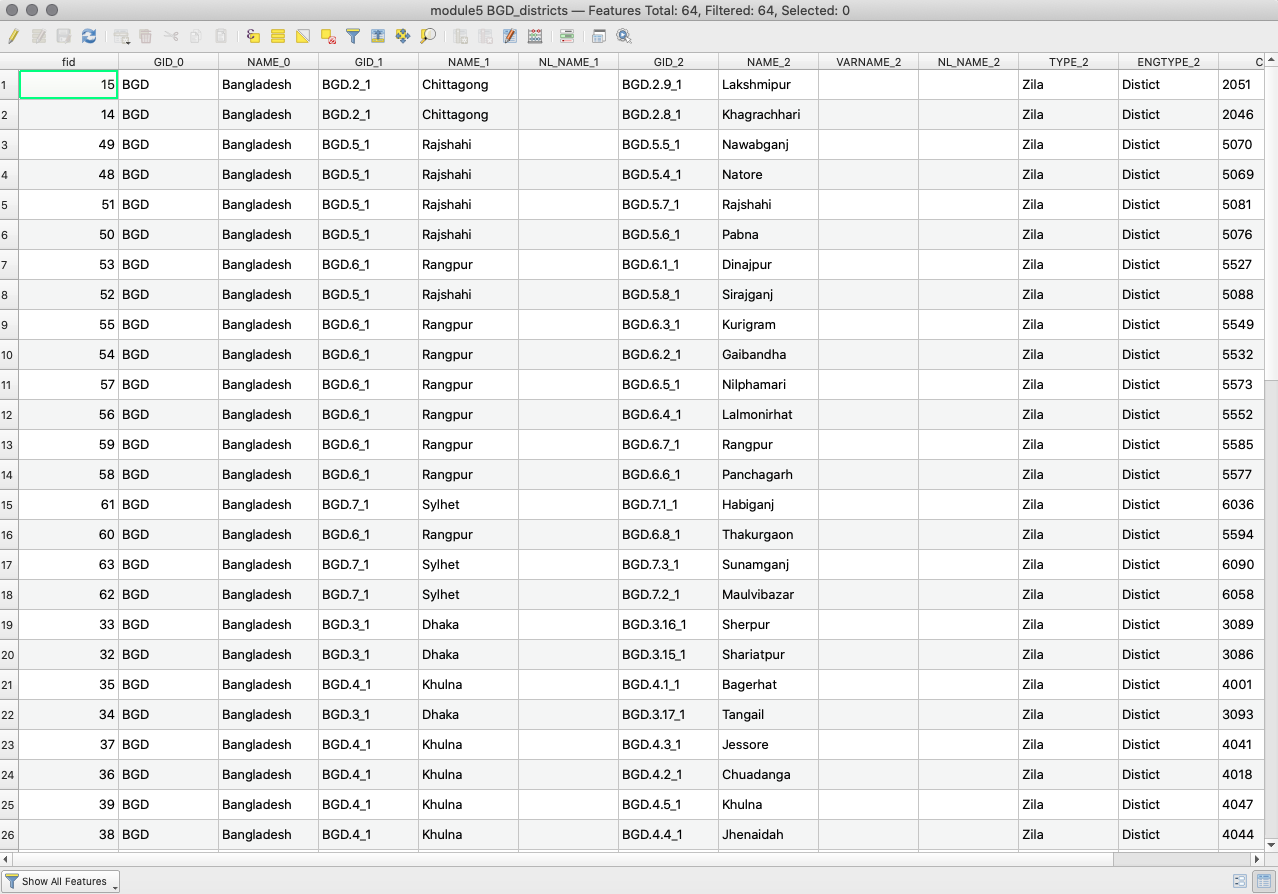 module5 BGD_districts — Features Total: 64, Filtered: 64, Selected: 0
fid GID_0 NAME_0 GID_1 NAME_1 NL_NAME_1 GID_2 NAME_2 VARNAME_2 NL_NAME_2 TYPE_2 ENGTYPE_2 C
1 15 BGD Bangladesh BGD.2_1 Chittagong BGD.2.9_1 Lakshmipur Zila Distict 2051
2 14 BGD Bangladesh BGD.2_1 Chittagong BGD.2.8_1 Khagrachhari Zila Distict 2046
3 49 BGD Bangladesh BGD.5_1 Rajshahi BGD.5.5_1 Nawabganj Zila Distict 5070
4 48 BGD Bangladesh BGD.5_1 Rajshahi BGD.5.4_1 Natore Zila Distict 5069
5 51 BGD Bangladesh BGD.5_1 Rajshahi BGD.5.7_1 Rajshahi Zila Distict 5081
6 50 BGD Bangladesh BGD.5_1 Rajshahi BGD.5.6_1 Pabna Zila Distict 5076
7 53 BGD Bangladesh BGD.6_1 Rangpur BGD.6.1_1 Dinajpur Zila Distict 5527
8 52 BGD Bangladesh BGD.5_1 Rajshahi BGD.5.8_1 Sirajganj Zila Distict 5088
9 55 BGD Bangladesh BGD.6_1 Rangpur BGD.6.3_1 Kurigram Zila Distict 5549
10 54 BGD Bangladesh BGD.6_1 Rangpur BGD.6.2_1 Gaibandha Zila Distict 5532
11 57 BGD Bangladesh BGD.6_1 Rangpur BGD.6.5_1 Nilphamari Zila Distict 5573
12 56 BGD Bangladesh BGD.6_1 Rangpur BGD.6.4_1 Lalmonirhat Zila Distict 5552
13 59 BGD Bangladesh BGD.6_1 Rangpur BGD.6.7_1 Rangpur Zila Distict 5585
14 58 BGD Bangladesh BGD.6_1 Rangpur BGD.6.6_1 Panchagarh Zila Distict 5577
15 61 BGD Bangladesh BGD.7_1 Sylhet BGD.7.1_1 Habiganj Zila Distict 6036
16 60 BGD Bangladesh BGD.6_1 Rangpur BGD.6.8_1 Thakurgaon Zila Distict 5594
17 63 BGD Bangladesh BGD.7_1 Sylhet BGD.7.3_1 Sunamganj Zila Distict 6090
18 62 BGD Bangladesh BGD.7_1 Sylhet BGD.7.2_1 Maulvibazar Zila Distict 6058
19 33 BGD Bangladesh BGD.3_1 Dhaka BGD.3.16_1 Sherpur Zila Distict 3089
20 32 BGD Bangladesh BGD.3_1 Dhaka BGD.3.15_1 Shariatpur Zila Distict 3086
21 35 BGD Bangladesh BGD.4_1 Khulna BGD.4.1_1 Bagerhat Zila Distict 4001
22 34 BGD Bangladesh BGD.3_1 Dhaka BGD.3.17_1 Tangail Zila Distict 3093
23 37 BGD Bangladesh BGD.4_1 Khulna BGD.4.3_1 Jessore Zila Distict 4041
24 36 BGD Bangladesh BGD.4_1 Khulna BGD.4.2_1 Chuadanga Zila Distict 4018
25 39 BGD Bangladesh BGD.4_1 Khulna BGD.4.5_1 Khulna Zila Distict 4047
26 38 BGD Bangladesh BGD.4_1 Khulna BGD.4.4_1 Jhenaidah Zila Distict 4044
Show All Features